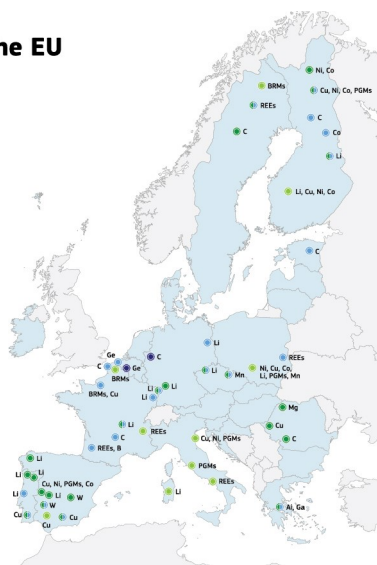 ne EU
Ni, Co
BRMs
Cu, Ni, Co, PGMs
REEs
C
C
Co
Li
Li, Cu, Ni, Co
C
Li
Ge
C
REEs
C
Ge
Li
Mn
Ni, Cu, Co,
Li, PGMs, Mn
BRMs
BRMs, Cu
Li
Li
Li
Mg
Li
REEs
Cu
C
Cu, Ni, PGMs
C
REEs, B
Li
PGMs
Li
Li
REEs
Cu, Ni, PGMs, Co
Li
Li
W
Li
W
Al, Ga
Cu
Cu
Cu